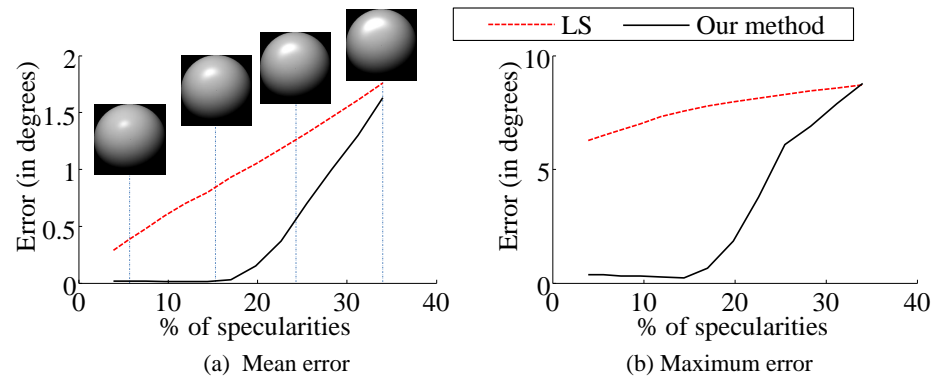 LS
Our method
Error (in degrees)
2
1.5
1
0.5
0
0
10
20
30
40
% of specularities
(a) Mean error
Error (in degrees)
10
5
0
0
10
20
30
40
% of specularities
(b) Maximum error